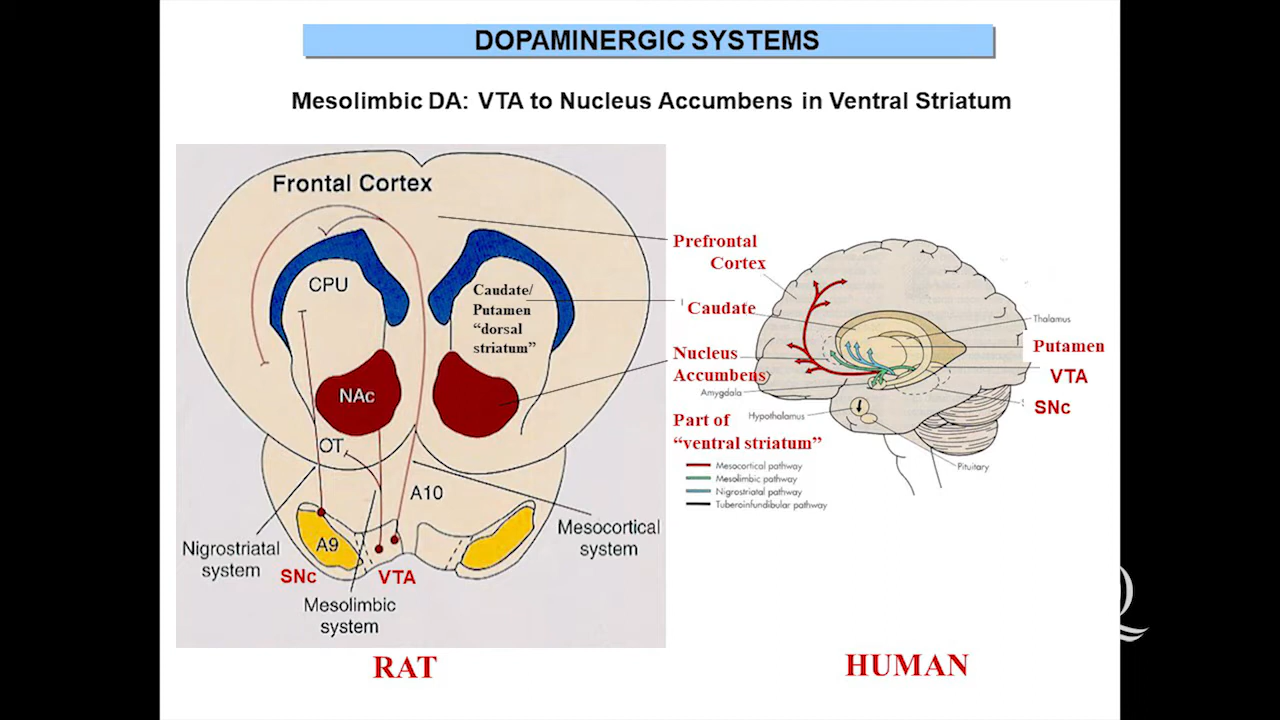 DOPAMINERGIC SYSTEMS
Mesolimbic DA: VTA to Nucleus Accumbens in Ventral Striatum
Frontal Cortex
CPU
Caudate/
Putamen
“dorsal
striatum”
NAc
OT
A10
A9
Nigrostriatal
system
SNc
VTA
Mesolimbic
system
Mesocortical
system
RAT
Prefrontal
Cortex
Caudate
Nucleus
Accumbens
Amygdala
Hypothalamus
Part of
“ventral striatum”
Thalamus
Putamen
VTA
SNc
Pituitary
Mesocortical pathway
Mesolimbic pathway
Nigrostriatal pathway
Tuberoinfundibular pathway
HUMAN